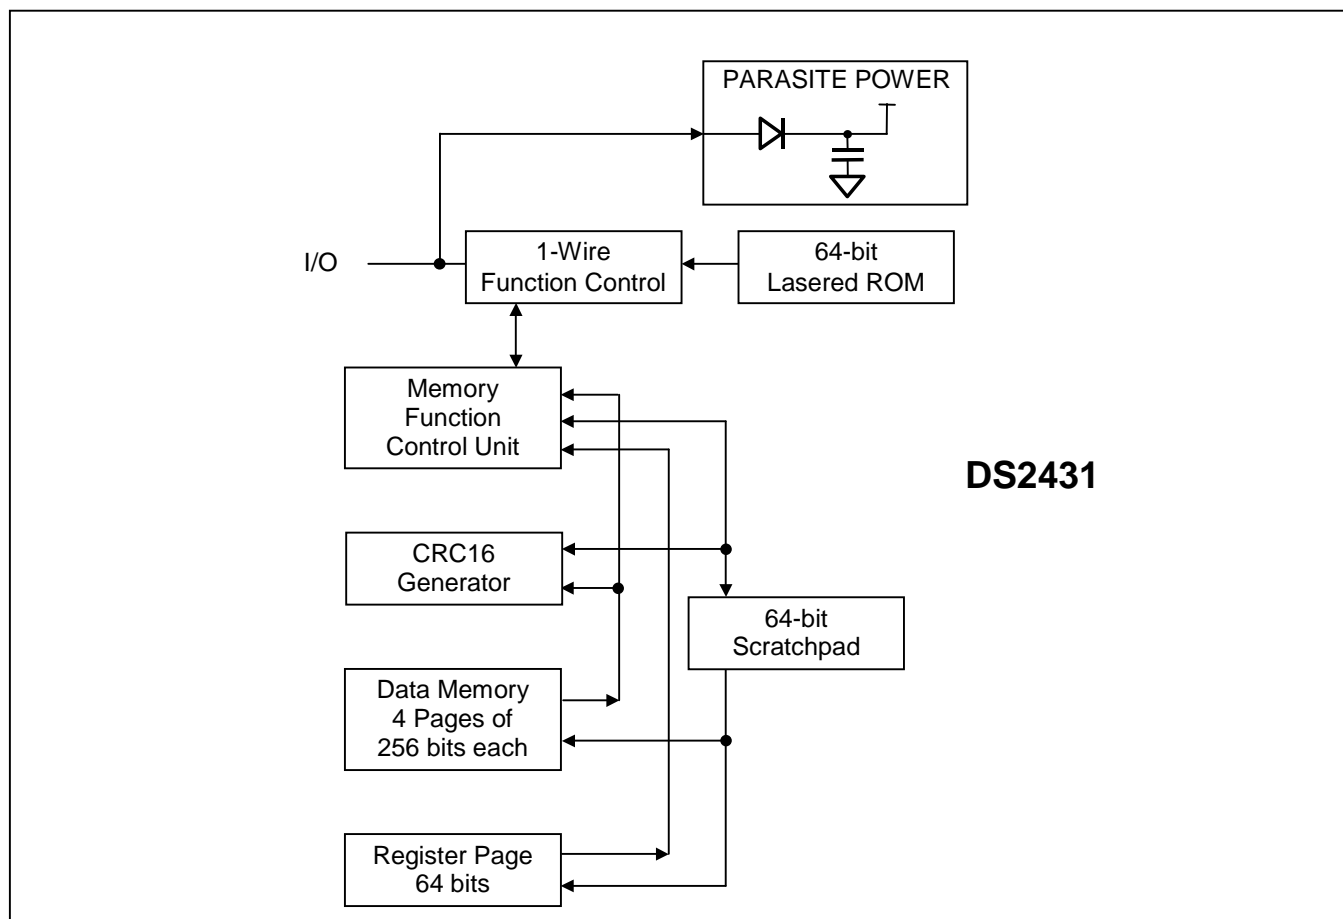 PARASITE POWER
I/O
1-Wire
Function Control
64-bit
Lasered ROM
Memory
Function
Control Unit
DS2431
CRC16
Generator
64-bit
Scratchpad
Data Memory
4 Pages of
256 bits each
Register Page
64 bits